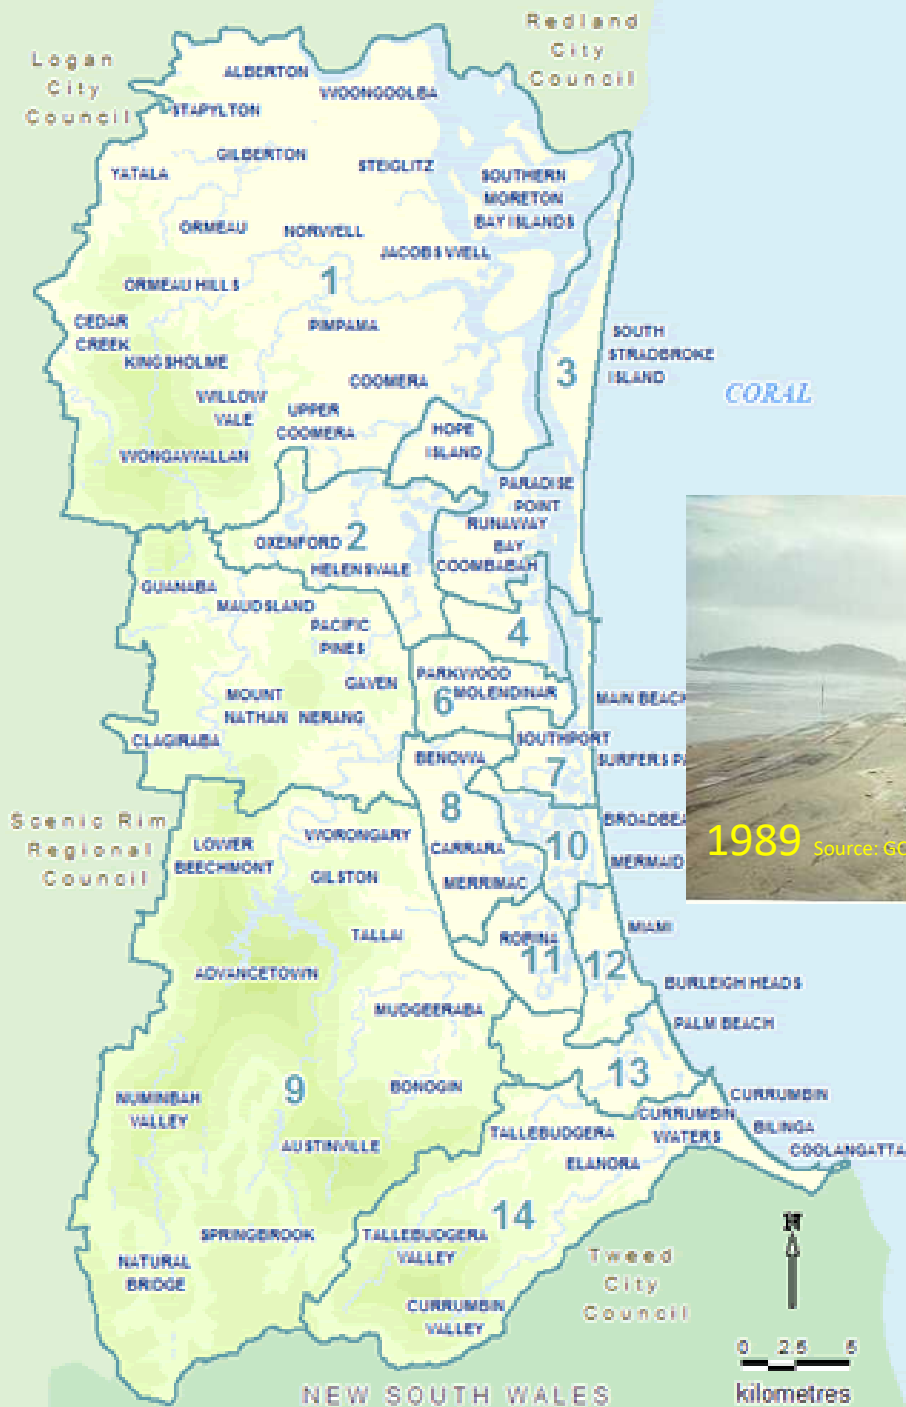 Redland
City
Council
Logan
City
Council
ALBERTON
WOONGOOLBA
STAPYLTON
GILBERTON
STEIGLITZ
YATALA
SOUTHERN
MORETON
BAY ISLANDS
ORMEAU
NORWELL
JACOBS WELL
ORMEAU HILLS
1
CEDAR
CREEK
PIMPAMA
SOUTH
STRADBROKE
ISLAND
KINGSHOLME
3
COOMERA
CORAL
WILLOW
VALE
UPPER
COOMERA
HOPE
ISLAND
WONGAWALLAN
PARADISE
POINT
RUNAWAY
BAY
OXENFORD
2
HELENSVALE
COOMBABAH
GUANABA
MAUDSLAND
PACIFIC
PINES
4
PARKWOOD
GAVEN
MOUNT
NATHAN
NERANG
6
MOLENDINAR
MAIN BEACH
CLAGIRABA
SOUTHPORT
BENOWA
7
SURFERS PA
8
Scenic Rim
Regional
Council
LOWER
BEECHMONT
WORONGARY
CARRARA
10
BROADBEA
1989 Source: GC
GILSTON
MERRIMAC
MERMAID
TALLAI
ROBINA
MIAMI
ADVANCETOWN
11
12
BURLEIGH HEADS
MUDGEERABA
PALM BEACH
9
BONOGIN
13
NUMINBAH
VALLEY
CURRUMBIN
CURRUMBIN
WATERS
BILINGA
AUSTINVILLE
TALLEBUDGERA
COOLANGATTA
ELANORA
14
SPRINGBROOK
TALLEBUDGERA
VALLEY
N
NATURAL
BRIDGE
Tweed
City
Council
CURRUMBIN
VALLEY
0 2.5 5
kilometres
NEW SOUTH WALES